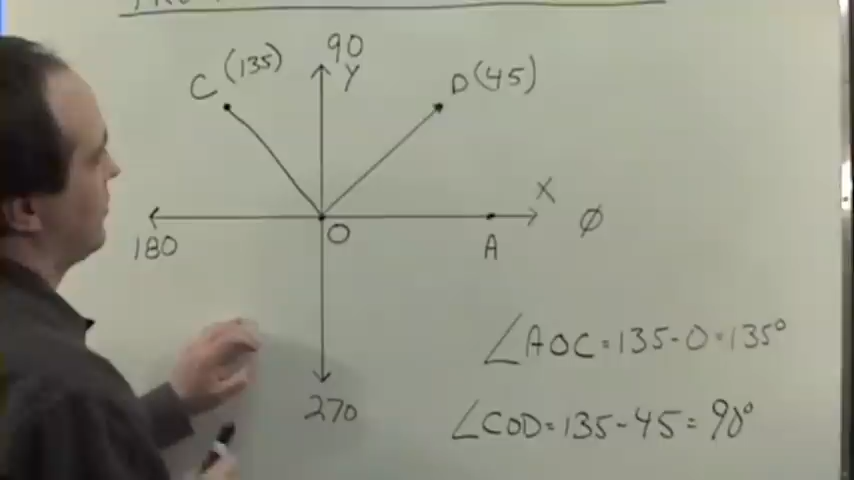 90
C (135)
Y
D (45)
X
Ø
180
O
A
270
∠AOC = 135 - 0 = 135°
∠COD = 135 - 45 = 90°